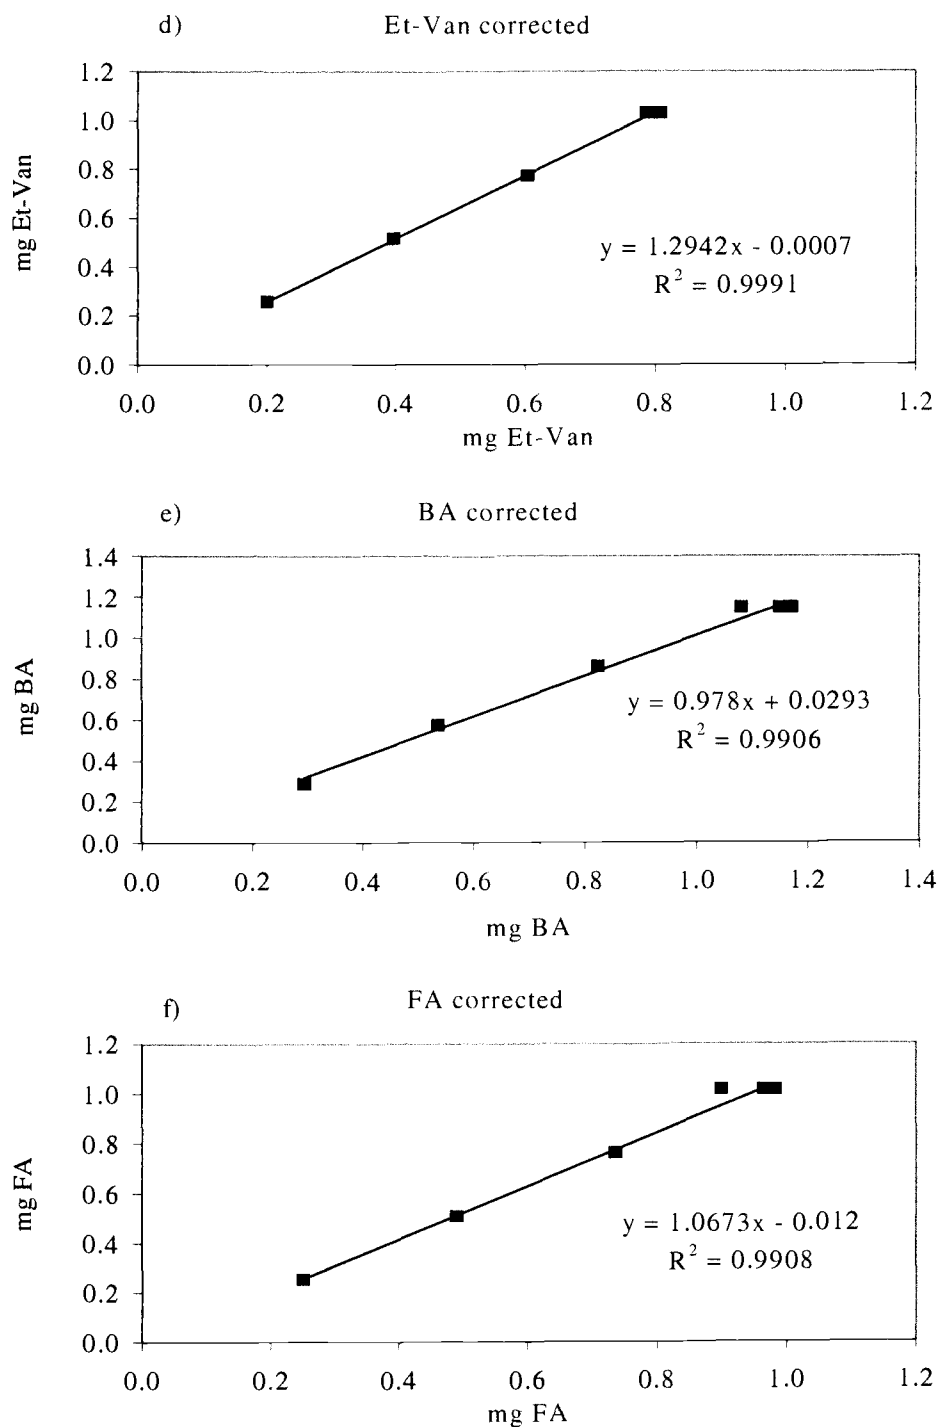 d) Et-Van corrected
mg Et-Van
1.2
1.0
0.8
0.6
0.4
0.2
0.0
y = 1.2942x - 0.0007
R² = 0.9991
0.0 0.2 0.4 0.6 0.8 1.0 1.2
mg Et-Van
e) BA corrected
mg BA
1.4
1.2
1.0
0.8
0.6
0.4
0.2
0.0
y = 0.978x + 0.0293
R² = 0.9906
0.0 0.2 0.4 0.6 0.8 1.0 1.2 1.4
mg BA
f) FA corrected
mg FA
1.2
1.0
0.8
0.6
0.4
0.2
0.0
y = 1.0673x - 0.012
R² = 0.9908
0.0 0.2 0.4 0.6 0.8 1.0 1.2
mg FA